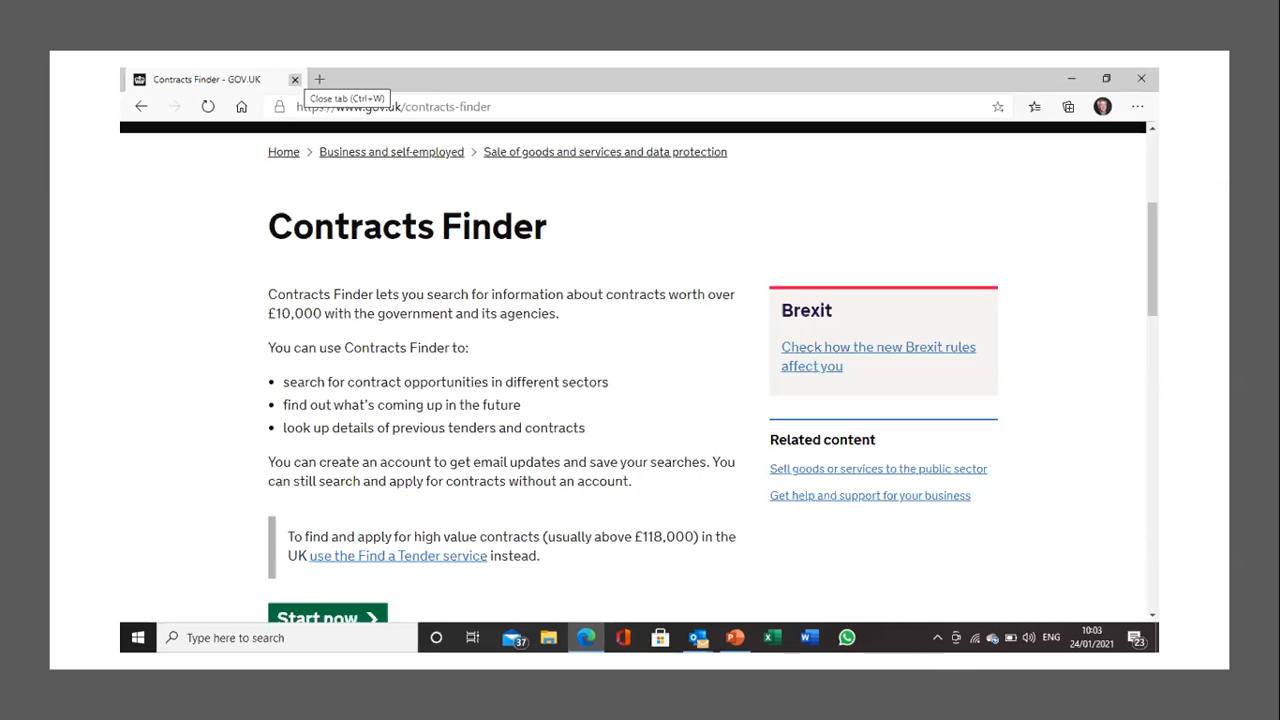 Contracts Finder - GOV.UK
Close tab (Ctrl+W)
https://www.gov.uk/contracts-finder
Home > Business and self-employed > Sale of goods and services and data protection
Contracts Finder
Contracts Finder lets you search for information about contracts worth over
£10,000 with the government and its agencies.
You can use Contracts Finder to:
• search for contract opportunities in different sectors
• find out what's coming up in the future
• look up details of previous tenders and contracts
You can create an account to get email updates and save your searches. You
can still search and apply for contracts without an account.
To find and apply for high value contracts (usually above £118,000) in the
UK use the Find a Tender service instead.
Start now
Brexit
Check how the new Brexit rules
affect you
Related content
Sell goods or services to the public sector
Get help and support for your business
Type here to search
37
ENG
10:03
24/01/2021
23